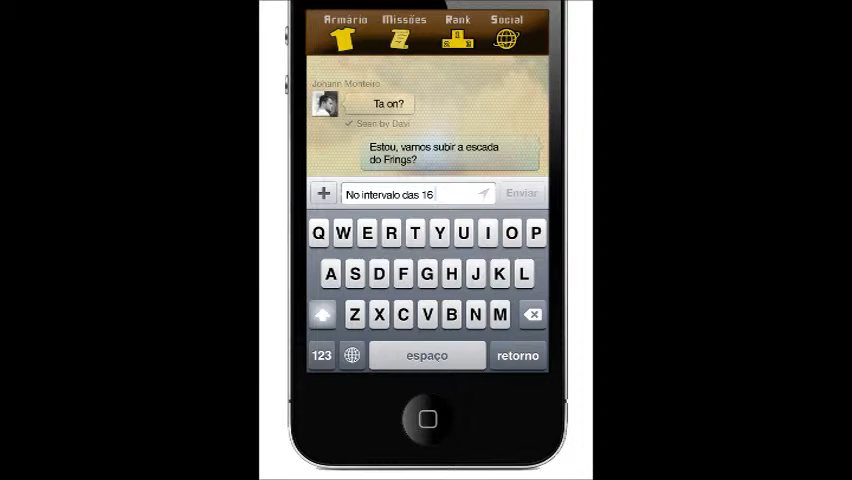 Armário Missões Rank Social
3
Johann Monteiro
Ta on?
✓ Seen by Davi
Estou, vamos subir a escada
do Frings?
+ No intervalo das 16 Enviar
Q W E R T Y U I O P
A S D F G H J K L
Z X C V B N M
123 espaço retorno